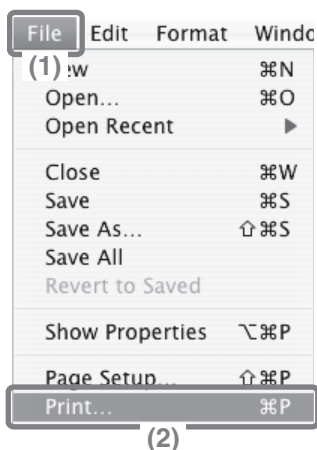 File Edit Format Windo
(1) ew ⌘N
Open... ⌘O
Open Recent ▶
Close ⌘W
Save ⌘S
Save As... ⇧⌘S
Save All
Revert to Saved
Show Properties ⌥⌘P
Page Setup... ⇧⌘P
Print... ⌘P
(2)